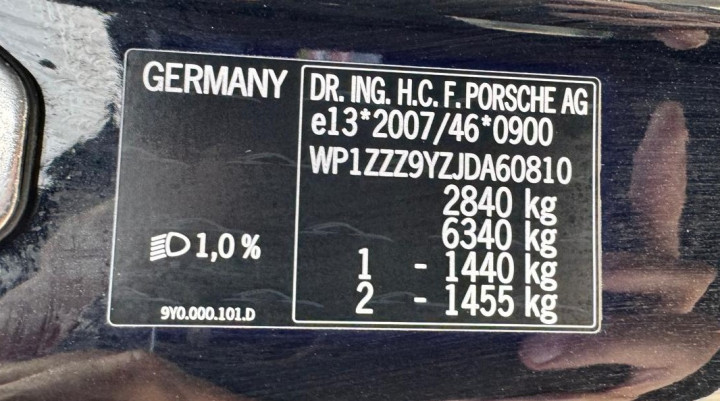 GERMANY
1,0 %
9Y0.000.101.D
DR. ING. H.C. F. PORSCHE AG
e13*2007/46*0900
WP1ZZZ9YZJDA60810
2840 kg
6340 kg
1 - 1440 kg
2 - 1455 kg